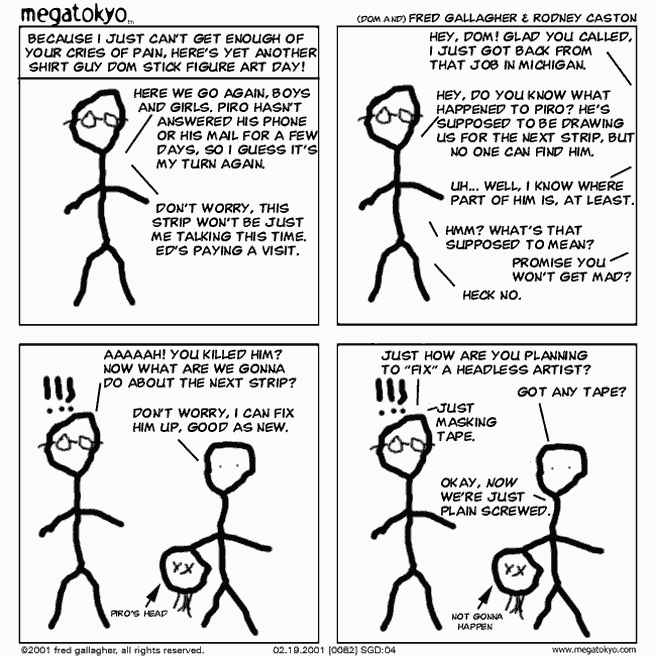 megatokyo™
(DOM AND) FRED GALLAGHER & RODNEY CASTON
BECAUSE I JUST CAN'T GET ENOUGH OF
YOUR CRIES OF PAIN, HERE'S YET ANOTHER
SHIRT GUY DOM STICK FIGURE ART DAY!
HERE WE GO AGAIN, BOYS
AND GIRLS. PIRO HASN'T
ANSWERED HIS PHONE
OR HIS MAIL FOR A FEW
DAYS, SO I GUESS IT'S
MY TURN AGAIN.
DON'T WORRY, THIS
STRIP WON'T BE JUST
ME TALKING THIS TIME.
ED'S PAYING A VISIT.
HEY, DOM! GLAD YOU CALLED,
I JUST GOT BACK FROM
THAT JOB IN MICHIGAN.
HEY, DO YOU KNOW WHAT
HAPPENED TO PIRO? HE'S
SUPPOSED TO BE DRAWING
US FOR THE NEXT STRIP, BUT
NO ONE CAN FIND HIM.
UH... WELL, I KNOW WHERE
PART OF HIM IS, AT LEAST.
HMM? WHAT'S THAT
SUPPOSED TO MEAN?
PROMISE YOU
WON'T GET MAD?
HECK NO.
AAAAAH! YOU KILLED HIM?
NOW WHAT ARE WE GONNA
DO ABOUT THE NEXT STRIP?
!!!
...
DON'T WORRY, I CAN FIX
HIM UP, GOOD AS NEW.
PIRO'S HEAD
JUST HOW ARE YOU PLANNING
TO "FIX" A HEADLESS ARTIST?
!!!
...
GOT ANY TAPE?
JUST
MASKING
TAPE.
OKAY, NOW
WE'RE JUST
PLAIN SCREWED.
NOT GONNA
HAPPEN
©2001 fred gallagher, all rights reserved.
02.19.2001 [0082] SGD:04
www.megatokyo.com